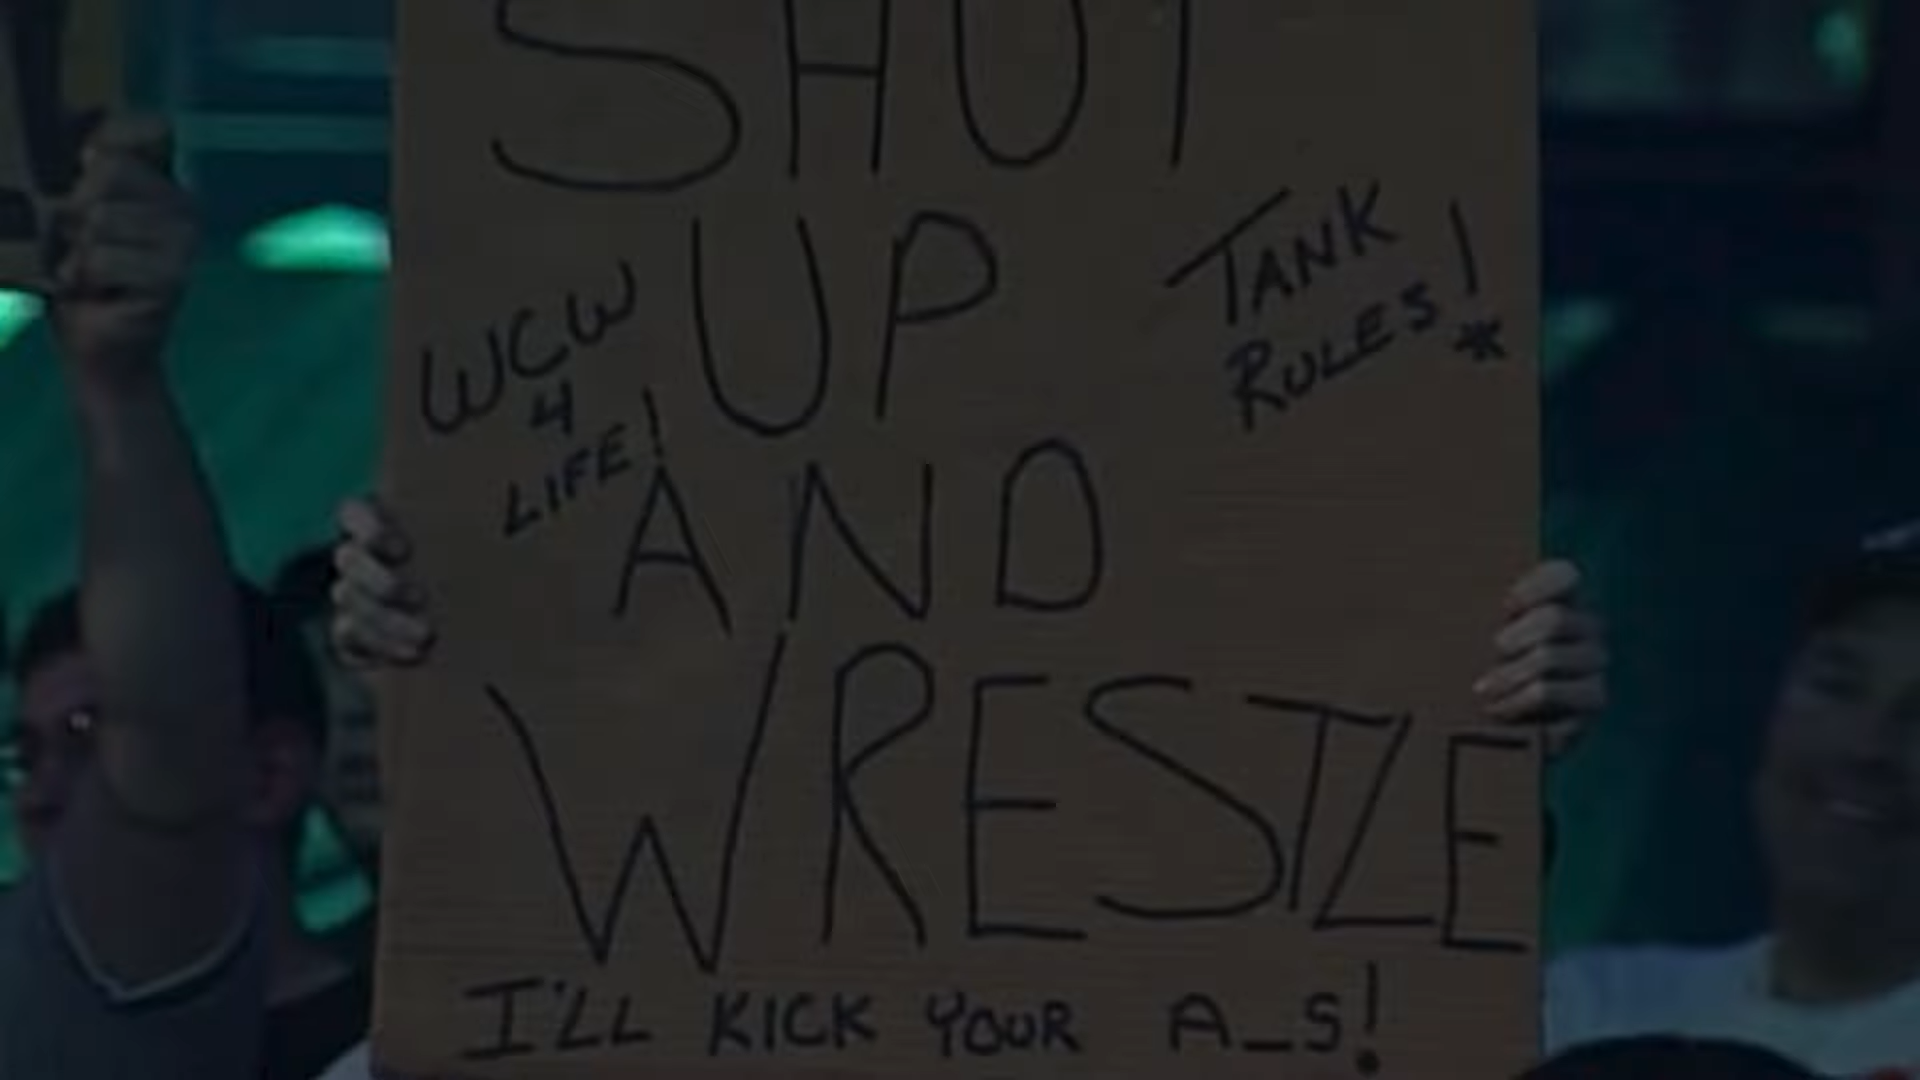 SHUT
UP
WCW
4
LIFE!
TANK
RULES!*
AND
WRESTLE
I'LL KICK YOUR A_S!